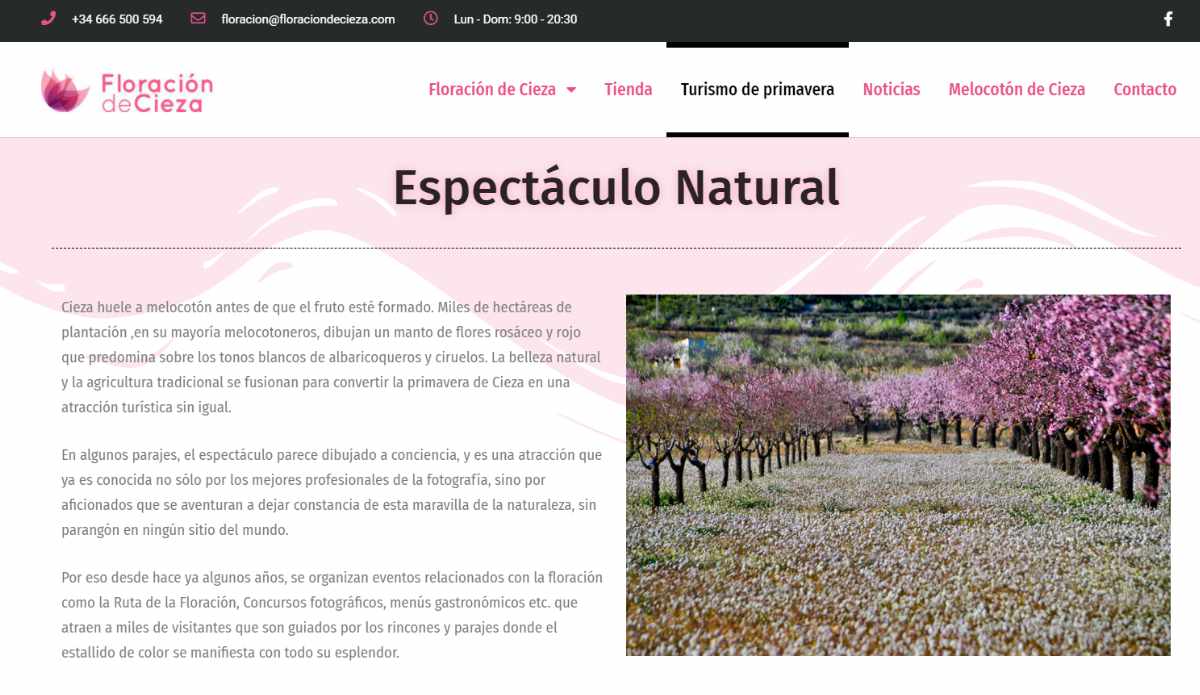 +34 666 500 594 floracion@floraciondecieza.com Lun - Dom: 9:00 - 20:30
Floración
deCieza
Floración de Cieza Tienda Turismo de primavera Noticias Melocotón de Cieza Contacto
Espectáculo Natural
Cieza huele a melocotón antes de que el fruto esté formado. Miles de hectáreas de
plantación ,en su mayoría melocotoneros, dibujan un manto de flores rosáceo y rojo
que predomina sobre los tonos blancos de albaricoqueros y ciruelos. La belleza natural
y la agricultura tradicional se fusionan para convertir la primavera de Cieza en una
atracción turística sin igual.
En algunos parajes, el espectáculo parece dibujado a conciencia, y es una atracción que
ya es conocida no sólo por los mejores profesionales de la fotografía, sino por
aficionados que se aventuran a dejar constancia de esta maravilla de la naturaleza, sin
parangón en ningún sitio del mundo.
Por eso desde hace ya algunos años, se organizan eventos relacionados con la floración
como la Ruta de la Floración, Concursos fotográficos, menús gastronómicos etc. que
atraen a miles de visitantes que son guiados por los rincones y parajes donde el
estallido de color se manifiesta con todo su esplendor.